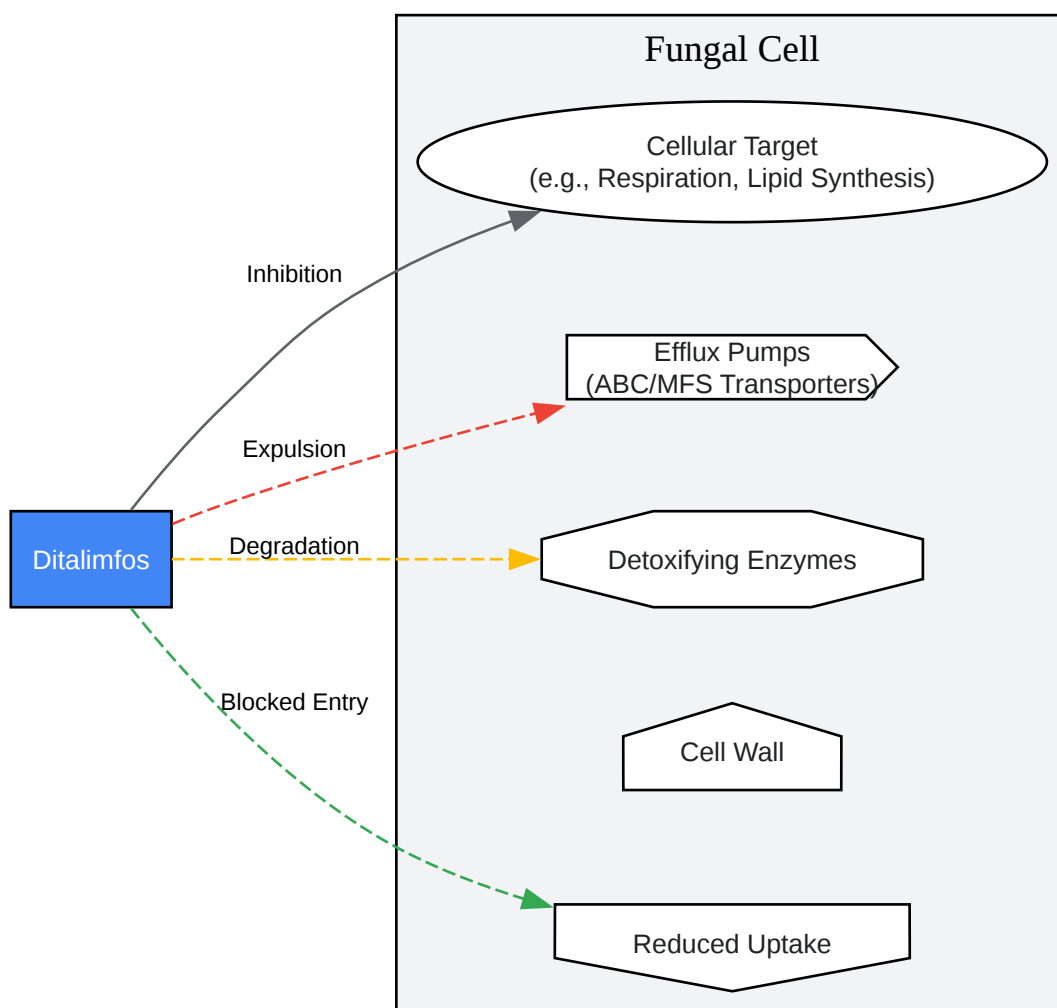 Fungal Cell
Cellular Target
(e.g., Respiration, Lipid Synthesis)
Inhibition
Efflux Pumps
(ABC/MFS Transporters)
Expulsion
Degradation
Ditalimfos
Detoxifying Enzymes
Blocked Entry
Cell Wall
Reduced Uptake